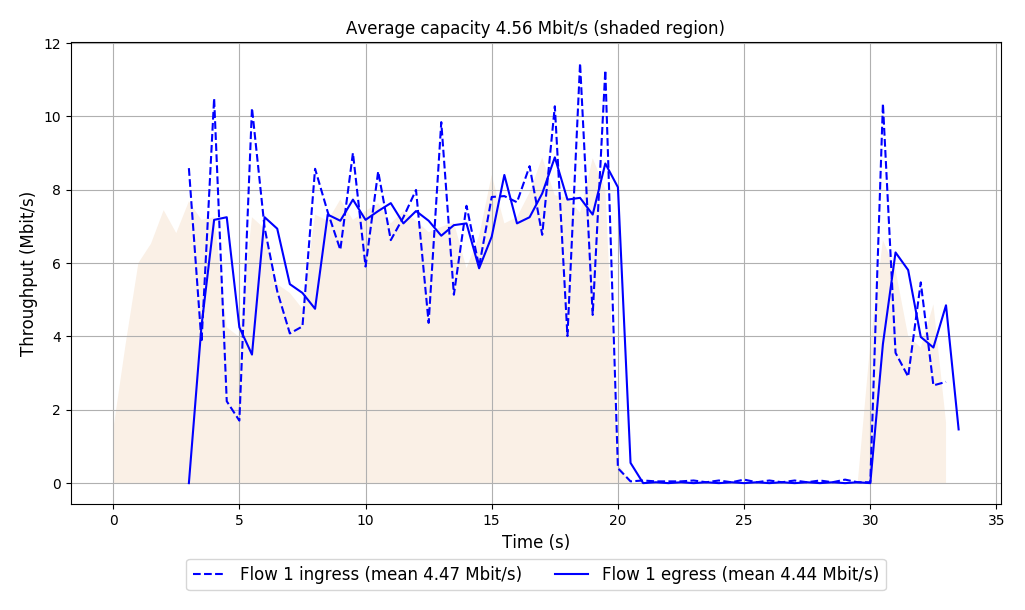 Average capacity 4.56 Mbit/s (shaded region)
12
10
8
6
4
2
0
Throughput (Mbit/s)
0 5 10 15 20 25 30 35
Time (s)
Flow 1 ingress (mean 4.47 Mbit/s) Flow 1 egress (mean 4.44 Mbit/s)